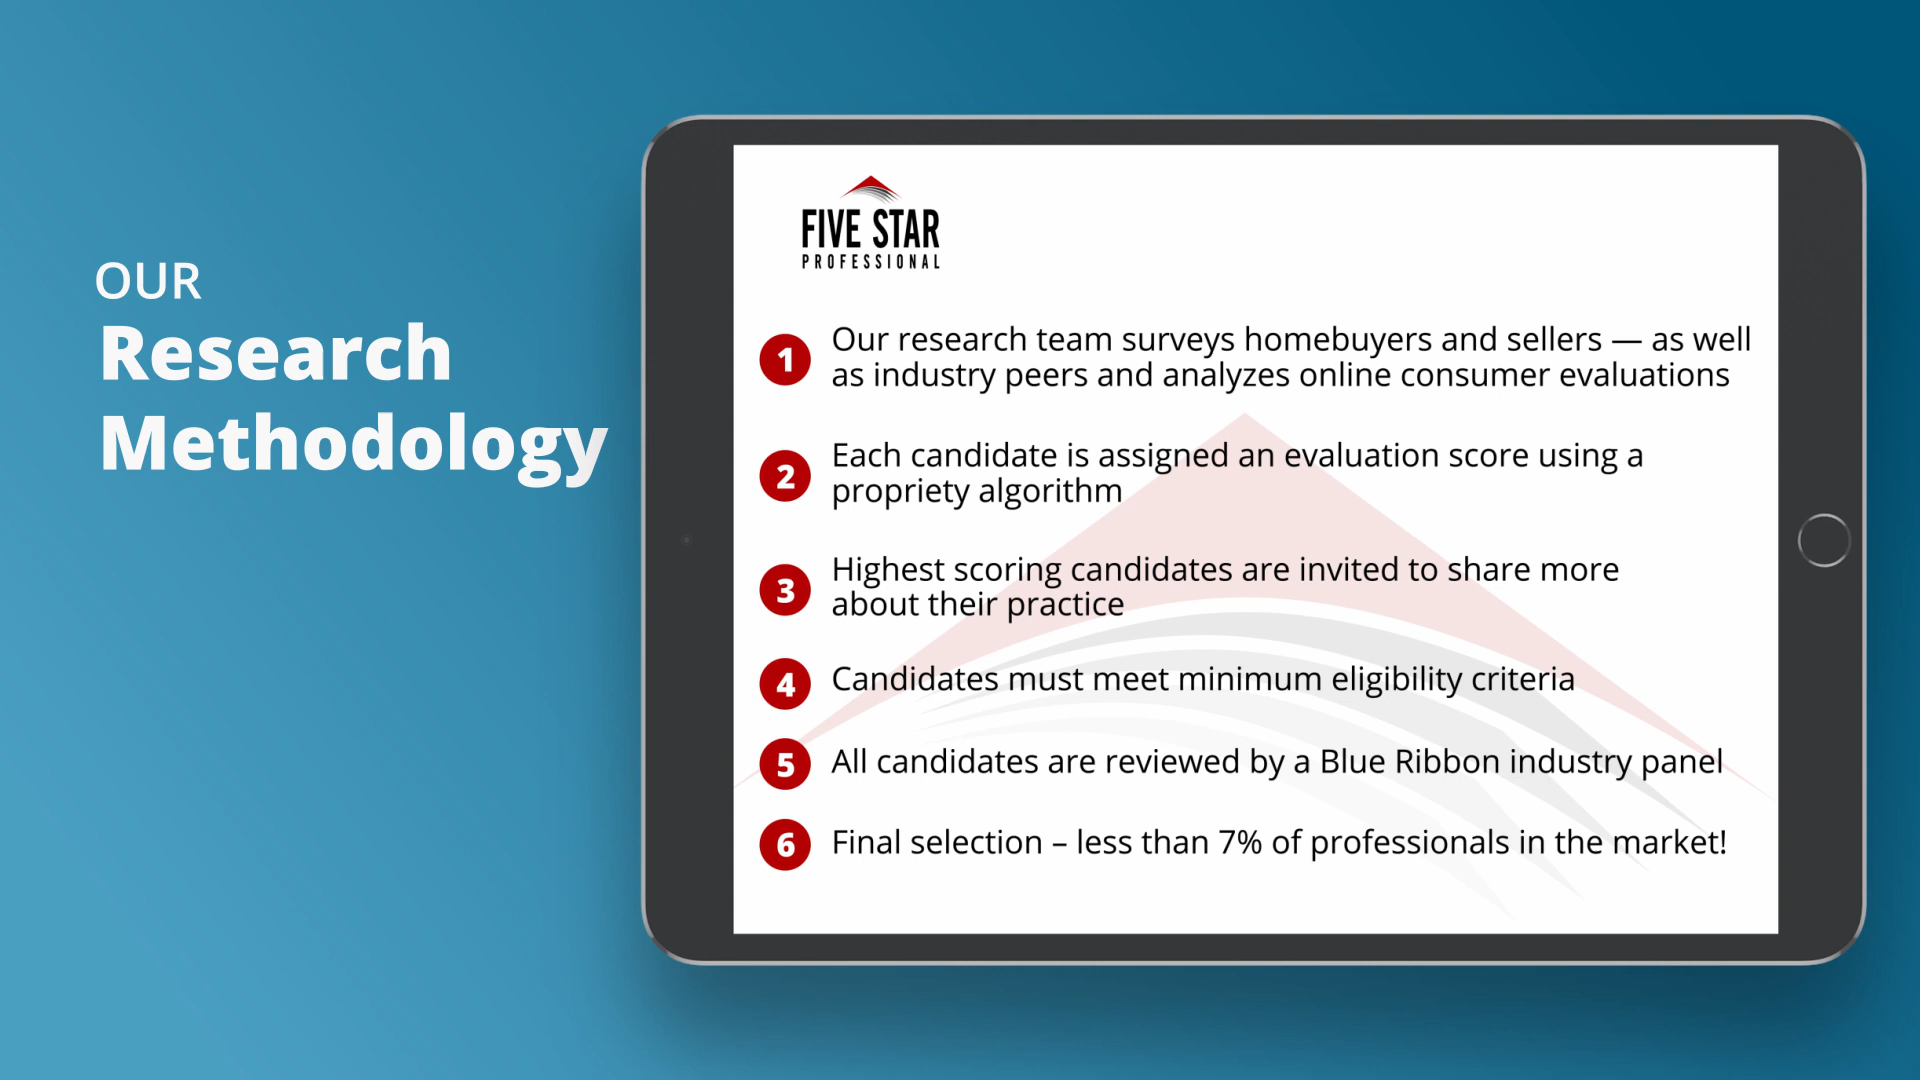 OUR
Research
Methodology
FIVE STAR
PROFESSIONAL
1 Our research team surveys homebuyers and sellers — as well
as industry peers and analyzes online consumer evaluations
2 Each candidate is assigned an evaluation score using a
propriety algorithm
3 Highest scoring candidates are invited to share more
about their practice
4 Candidates must meet minimum eligibility criteria
5 All candidates are reviewed by a Blue Ribbon industry panel
6 Final selection – less than 7% of professionals in the market!